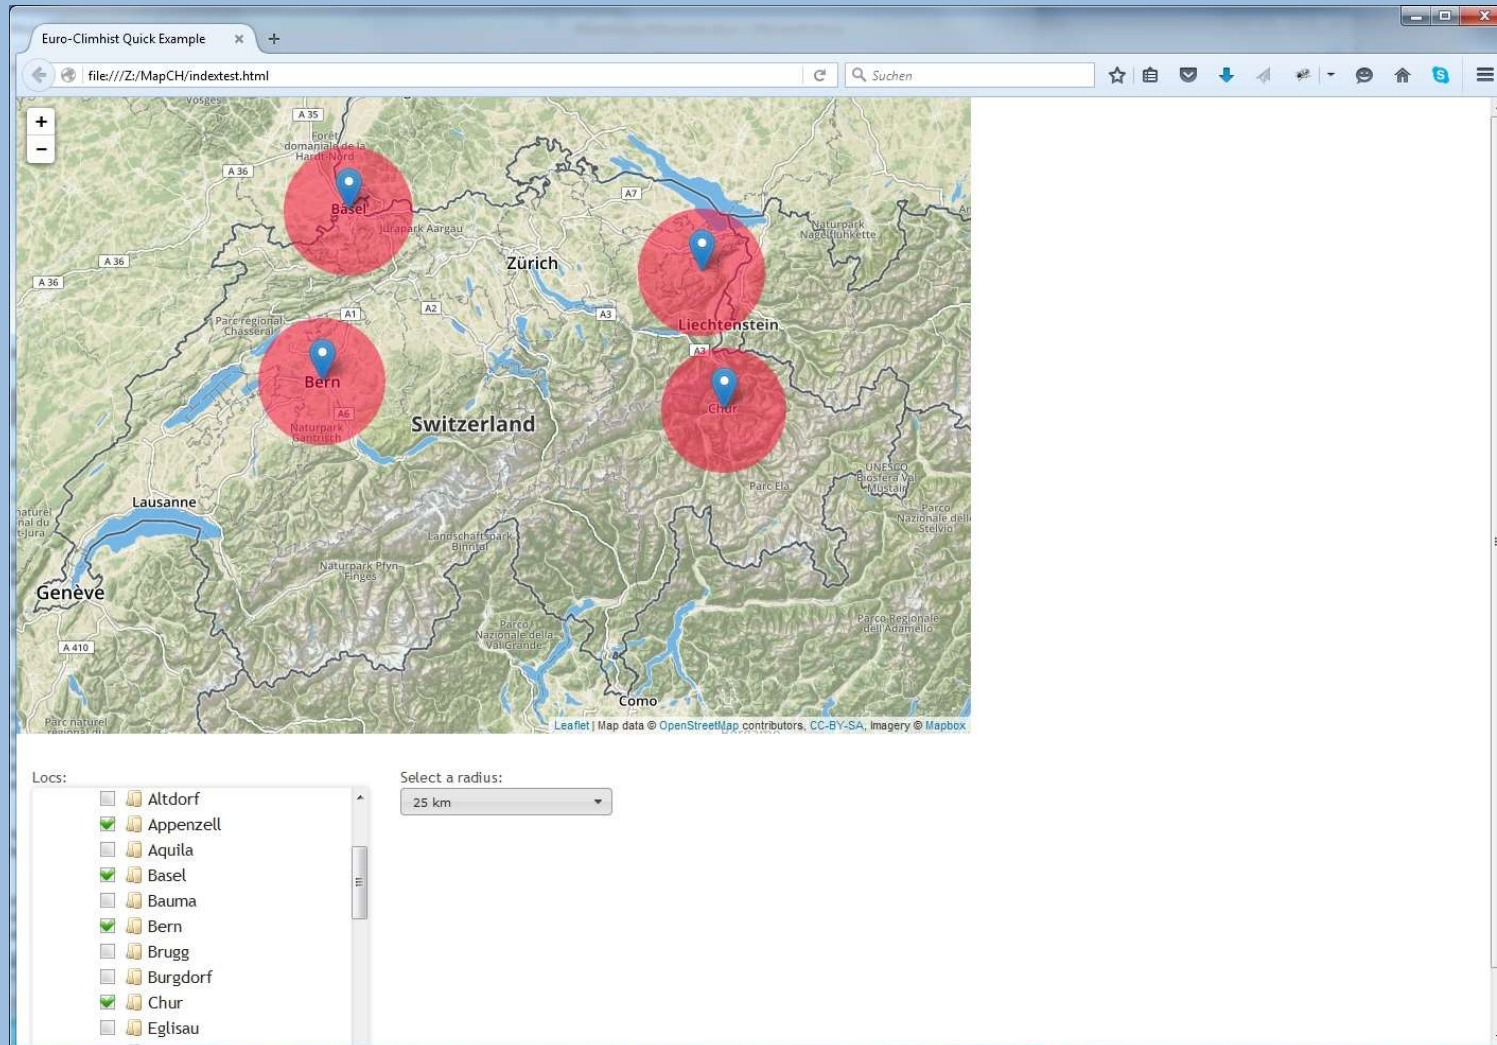 Euro-Climhist Quick Example
file:///Z:/MapCH/indextest.html
Suchen
+
−
Vosges
A 35
Forêt
domaniale de la
Hardt-Nord
A 36
Basel
Jurapark Aargau
A7
Naturpark
Nagelfluhkette
A 36
Zürich
A 36
A2
A3
A1
Parc régional
Chasseral
Liechtenstein
A3
Bern
Chur
A6
Naturpark
Gantrisch
Switzerland
UNESCO
Biosfera Val
Müstair
Parc Ela
Lausanne
Parco
Nazionale dello
Stelvio
Landschaftspark
Binntal
Naturpark Pfyn-
Finges
Genève
Parco
Nazionale della
Val Grande
Parco Regionale
dell'Adamello
A 410
Como
Parc naturel
régional du
Leaflet | Map data © OpenStreetMap contributors, CC-BY-SA, Imagery © Mapbox
Locs:
Select a radius:
25 km
Altdorf
Appenzell
Aquila
Basel
Bauma
Bern
Brugg
Burgdorf
Chur
Eglisau